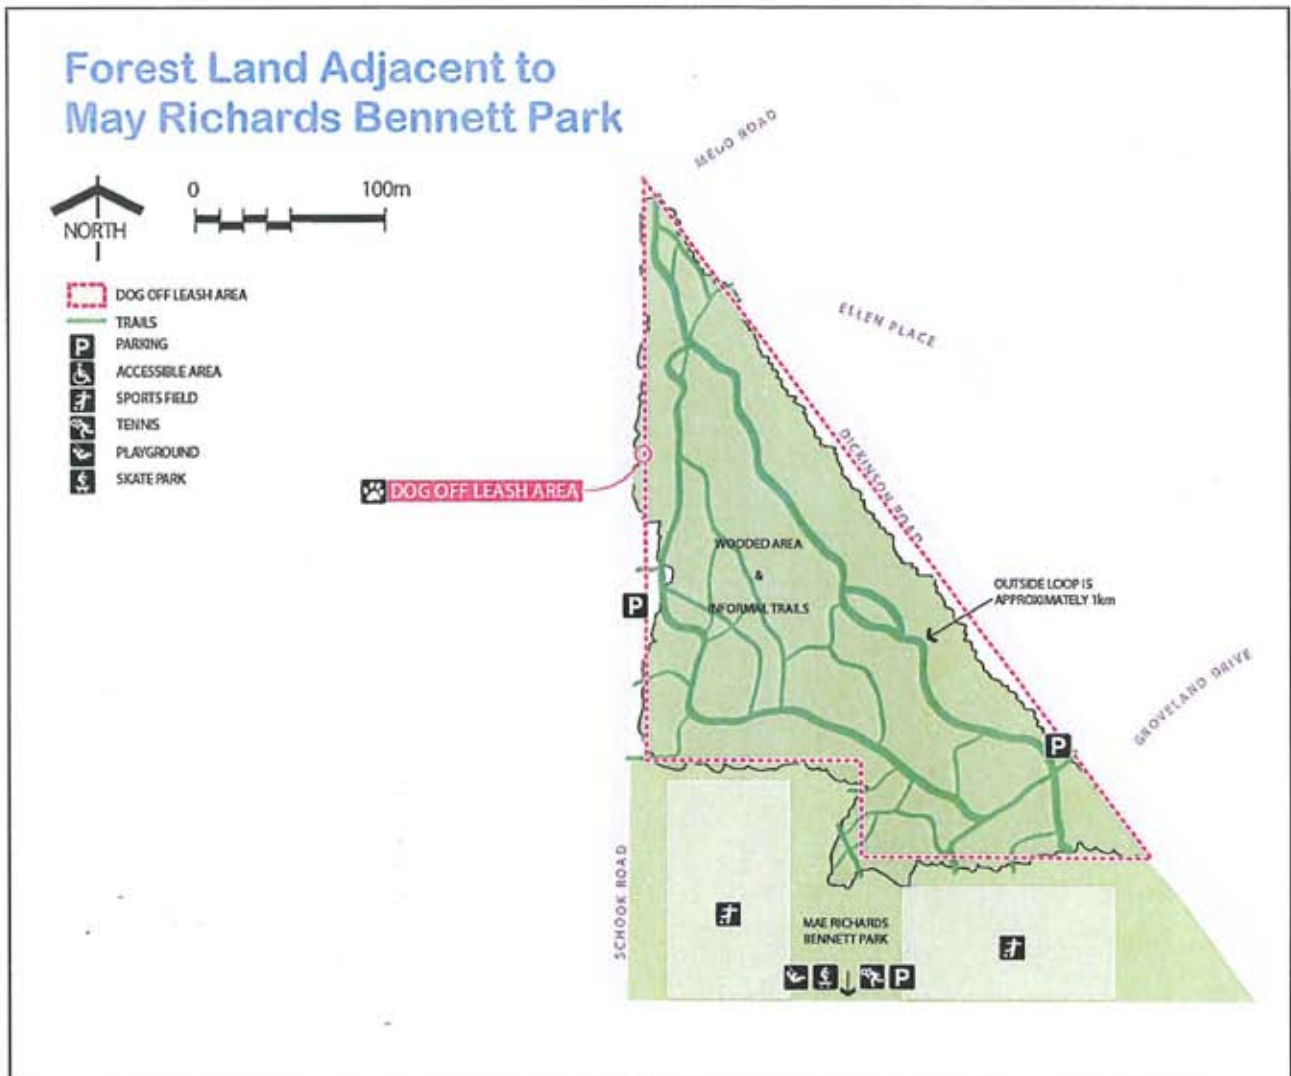 Forest Land Adjacent to
May Richards Bennett Park
NORTH
0 100m
DOG OFF LEASH AREA
TRAILS
P PARKING
ACCESSIBLE AREA
SPORTS FIELD
TENNIS
PLAYGROUND
SKATE PARK
MELD ROAD
ELLEN PLACE
DICKINSON ROAD
DOG OFF LEASH AREA
WOODED AREA
&
INFORMAL TRAILS
OUTSIDE LOOP IS
APPROXIMATELY 1km
P
GROVELAND DRIVE
P
SCHOOK ROAD
MAE RICHARDS
BENNETT PARK
P